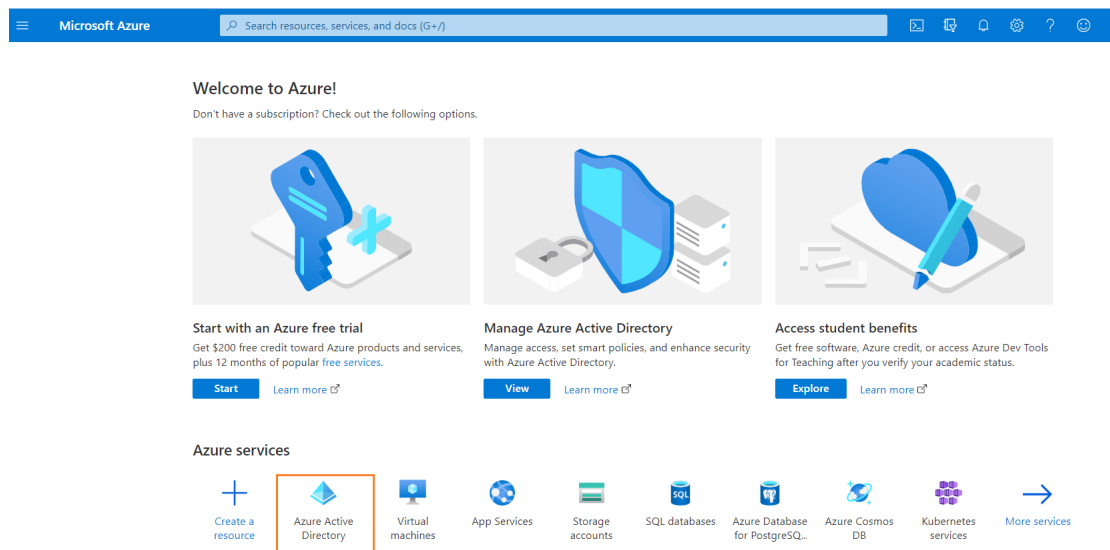 Microsoft Azure
Search resources, services, and docs (G+/)
Welcome to Azure!
Don't have a subscription? Check out the following options.
Start with an Azure free trial
Get $200 free credit toward Azure products and services,
plus 12 months of popular free services.
Start
Learn more
Manage Azure Active Directory
Manage access, set smart policies, and enhance security
with Azure Active Directory.
View
Learn more
Access student benefits
Get free software, Azure credit, or access Azure Dev Tools
for Teaching after you verify your academic status.
Explore
Learn more
Azure services
Create a
resource
Azure Active
Directory
Virtual
machines
App Services
Storage
accounts
SQL
SQL databases
Azure Database
for PostgreSQ...
Azure Cosmos
DB
Kubernetes
services
More services